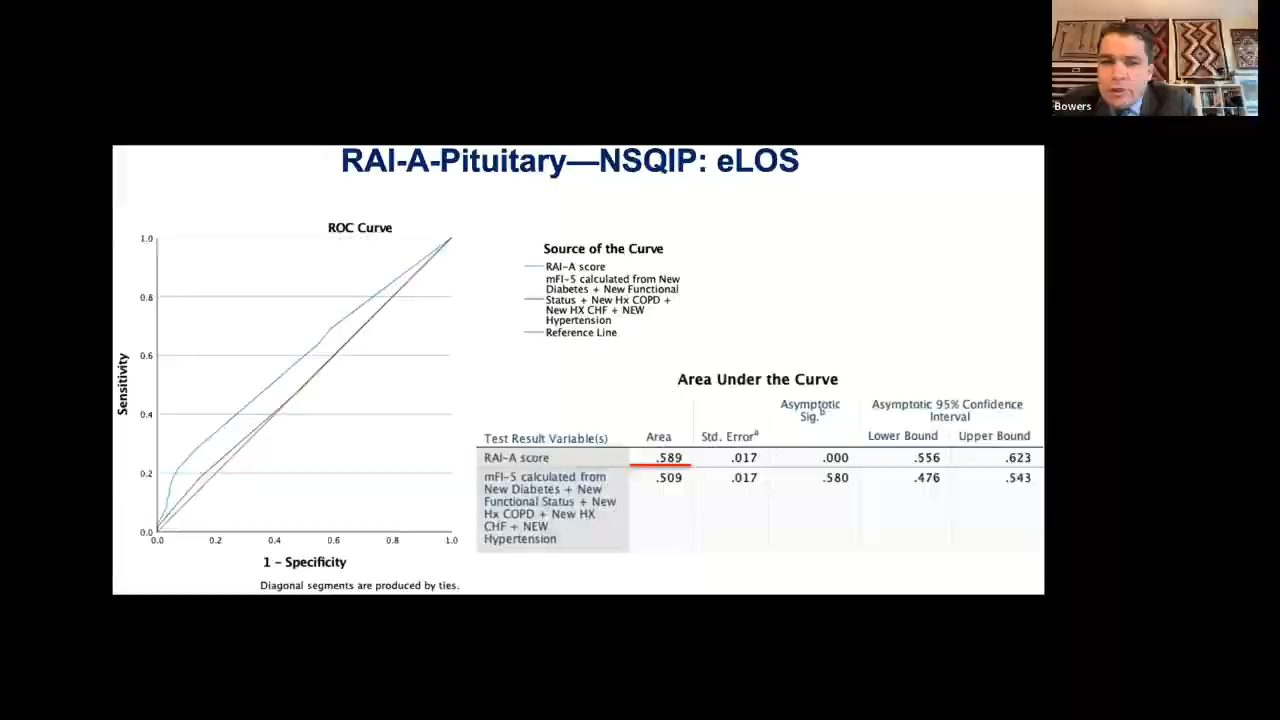 Bowers
RAI-A-Pituitary—NSQIP: eLOS
ROC Curve
1.0
0.8
0.6
0.4
0.2
0.0
0.0 0.2 0.4 0.6 0.8 1.0
Sensitivity
1 – Specificity
Diagonal segments are produced by ties.
Source of the Curve
RAI-A score
mFI-5 calculated from New
Diabetes + New Functional
Status + New Hx COPD +
New HX CHF + NEW
Hypertension
Reference Line
Area Under the Curve
Asymptotic Asymptotic 95% Confidence
Sig.b Interval
Test Result Variable(s) Area Std. Errora Lower Bound Upper Bound
RAI-A score .589 .017 .000 .556 .623
mFI-5 calculated from .509 .017 .580 .476 .543
New Diabetes + New
Functional Status + New
Hx COPD + New HX
CHF + NEW
Hypertension